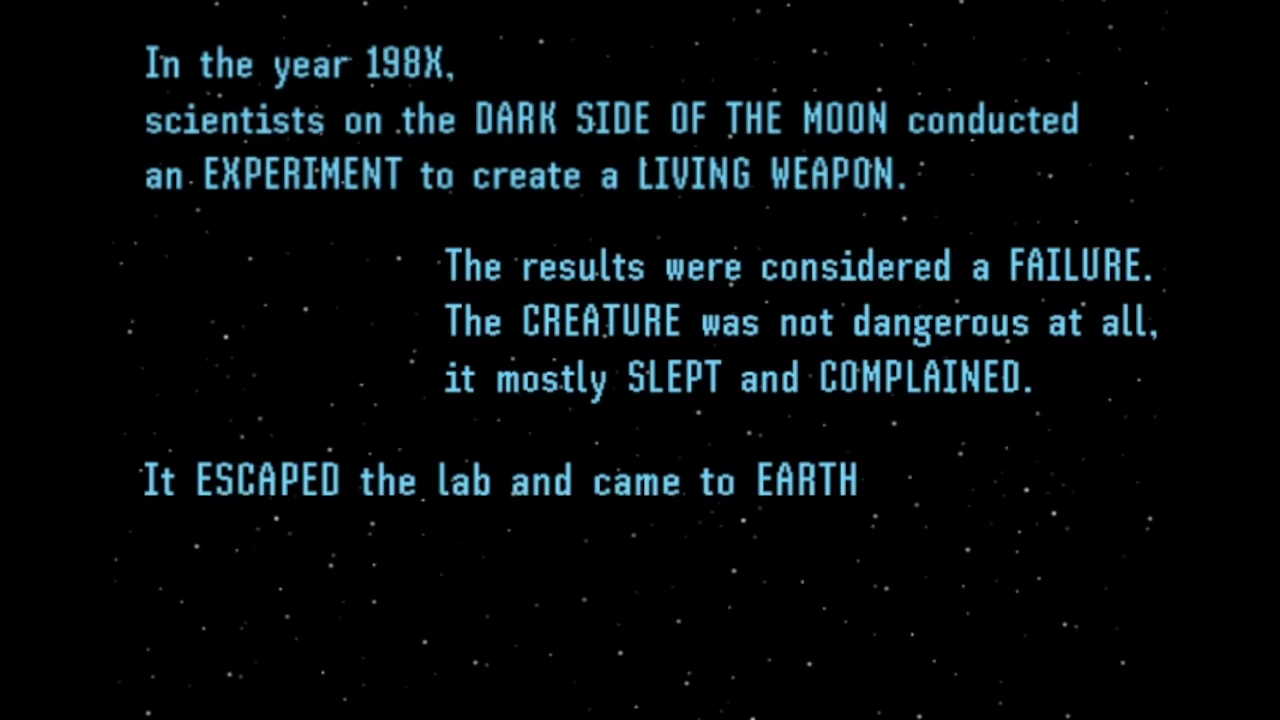 In the year 198X,
scientists on the DARK SIDE OF THE MOON conducted
an EXPERIMENT to create a LIVING WEAPON.
The results were considered a FAILURE.
The CREATURE was not dangerous at all,
it mostly SLEPT and COMPLAINED.
It ESCAPED the lab and came to EARTH